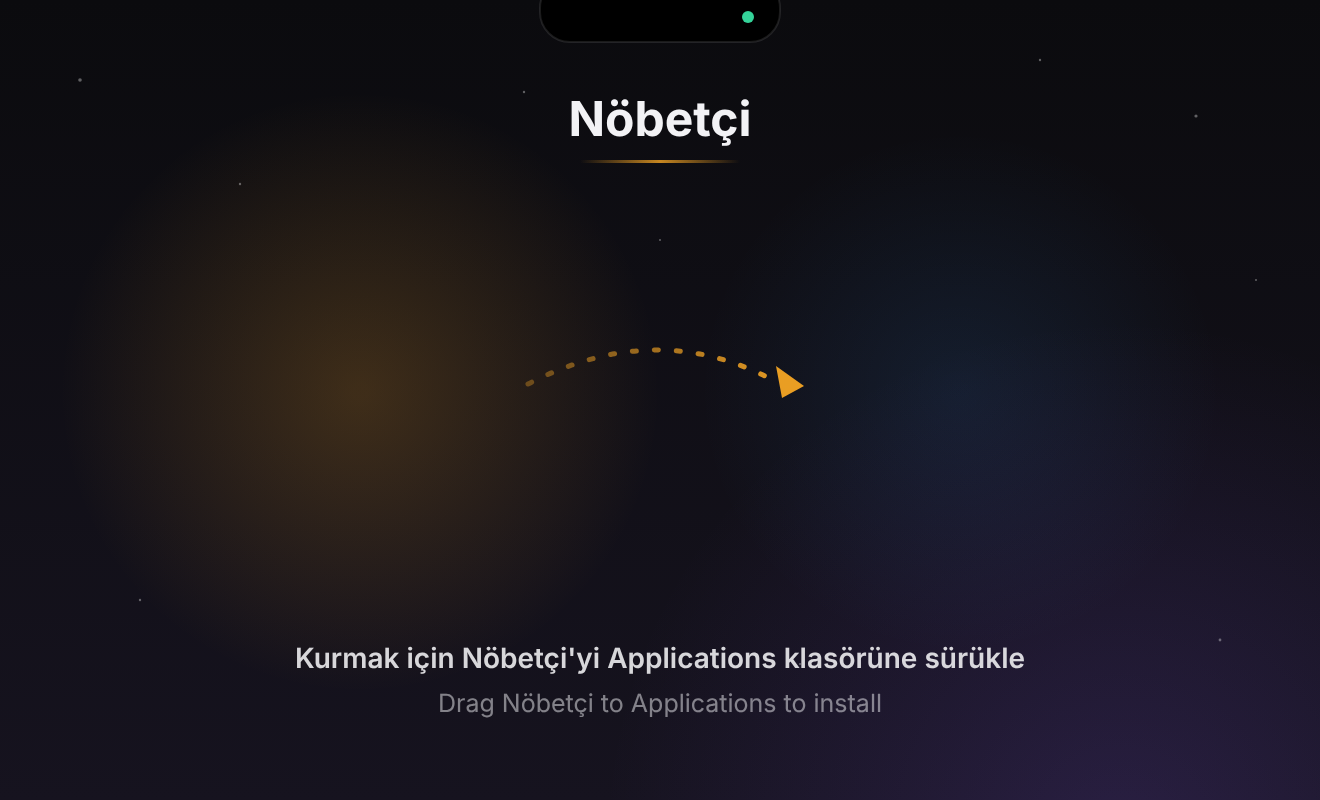 Nöbetçi
Kurmak için Nöbetçi'yi Applications klasörüne sürükle
Drag Nöbetçi to Applications to install